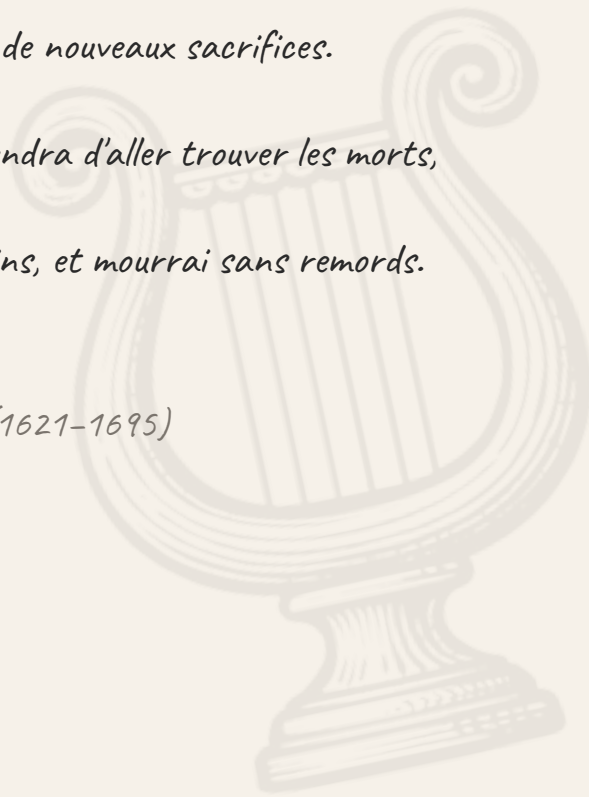 de nouveaux sacrifices.
ndra d'aller trouver les morts,
ns, et mourrai sans remords.
(1621–1695)